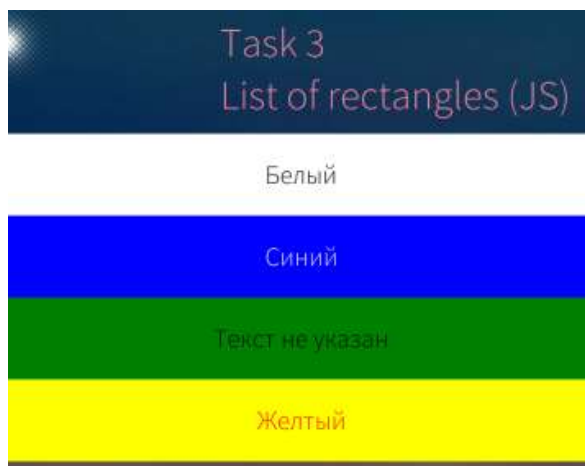 Task 3
List of rectangles (JS)
Белый
Синий
Текст не указан
Желтый